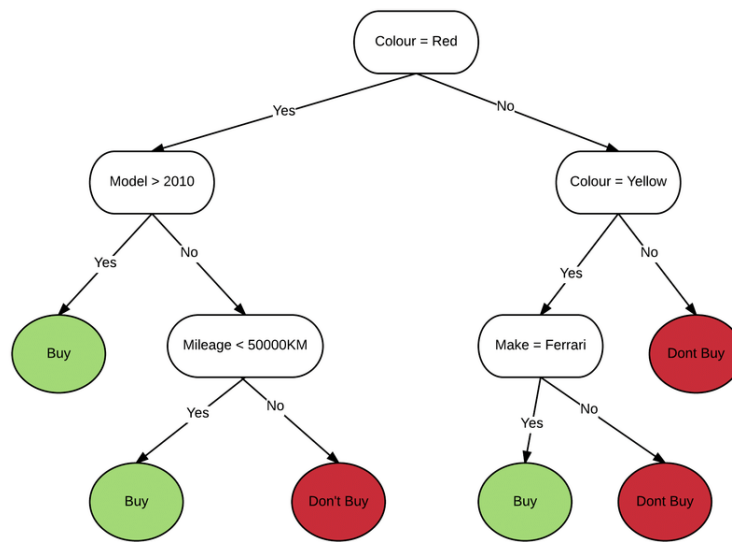 Colour = Red
Yes
No
Model > 2010
Colour = Yellow
Yes
No
Yes
No
Buy
Mileage < 50000KM
Make = Ferrari
Dont Buy
Yes
No
Yes
No
Buy
Don't Buy
Buy
Dont Buy